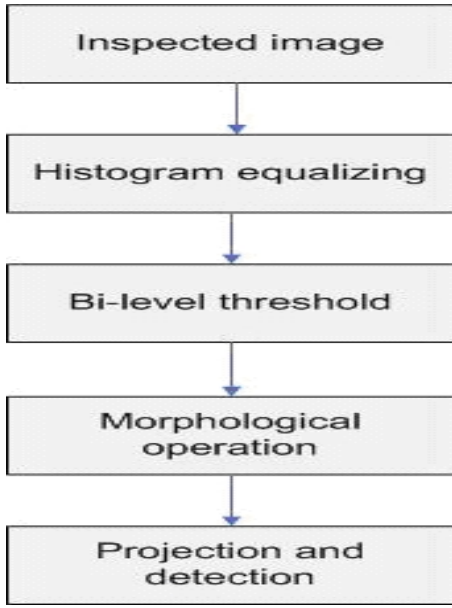 Inspected image
Histogram equalizing
Bi-level threshold
Morphological
operation
Projection and
detection